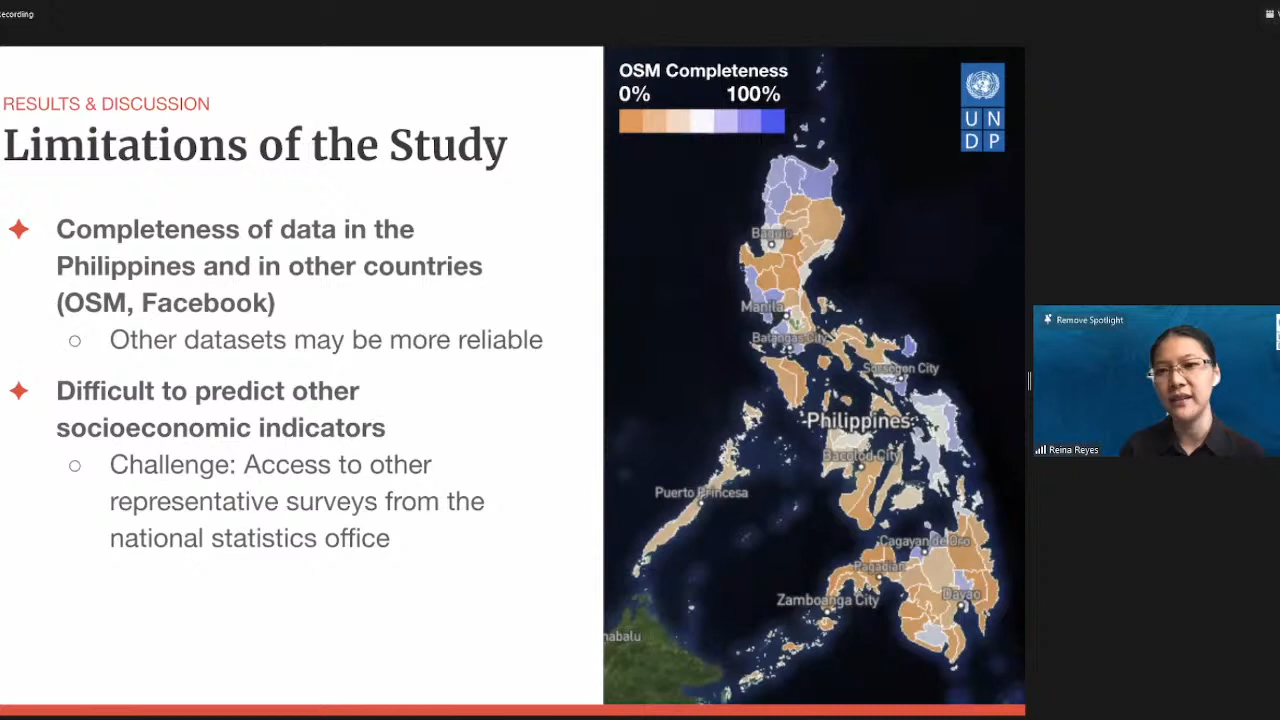 ecording
RESULTS & DISCUSSION
Limitations of the Study
✦ Completeness of data in the
Philippines and in other countries
(OSM, Facebook)
○ Other datasets may be more reliable
✦ Difficult to predict other
socioeconomic indicators
○ Challenge: Access to other
representative surveys from the
national statistics office
OSM Completeness
0% 100%
U N
D P
Baguio
Manila
Batangas City
Sorsogon City
Philippines
Bacolod City
Puerto Princesa
Cagayan de Oro
Pagadian
Davao
Zamboanga City
nabalu
Remove Spotlight
Reina Reyes